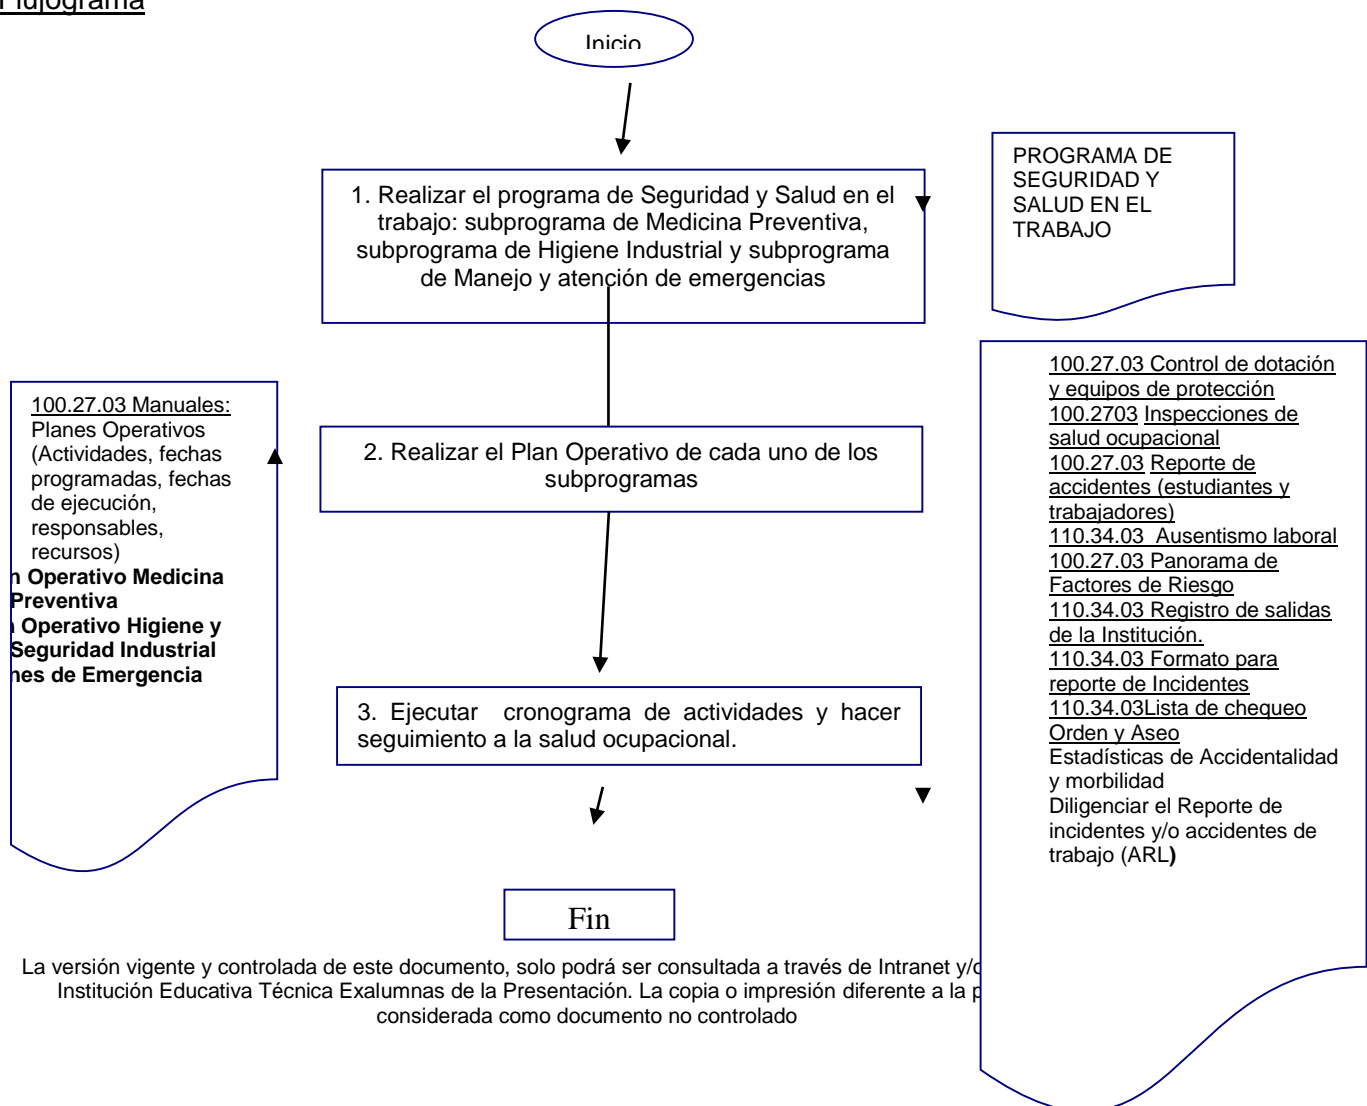 Flujograma
Inicio
1. Realizar el programa de Seguridad y Salud en el
trabajo: subprograma de Medicina Preventiva,
subprograma de Higiene Industrial y subprograma
de Manejo y atención de emergencias
PROGRAMA DE
SEGURIDAD Y
SALUD EN EL
TRABAJO
100.27.03 Manuales:
Planes Operativos
(Actividades, fechas
programadas, fechas
de ejecución,
responsables,
recursos)
n Operativo Medicina
Preventiva
Operativo Higiene y
Seguridad Industrial
nes de Emergencia
2. Realizar el Plan Operativo de cada uno de los
subprogramas
100.27.03 Control de dotación
y equipos de protección
100.2703 Inspecciones de
salud ocupacional
100.27.03 Reporte de
accidentes (estudiantes y
trabajadores)
110.34.03  Ausentismo laboral
100.27.03 Panorama de
Factores de Riesgo
110.34.03 Registro de salidas
de la Institución.
110.34.03 Formato para
reporte de Incidentes
110.34.03Lista de chequeo
Orden y Aseo
Estadísticas de Accidentalidad
y morbilidad
Diligenciar el Reporte de
incidentes y/o accidentes de
trabajo (ARL)
3. Ejecutar  cronograma de actividades y hacer
seguimiento a la salud ocupacional.
Fin
La versión vigente y controlada de este documento, solo podrá ser consultada a través de Intranet y/o
Institución Educativa Técnica Exalumnas de la Presentación. La copia o impresión diferente a la p
considerada como documento no controlado